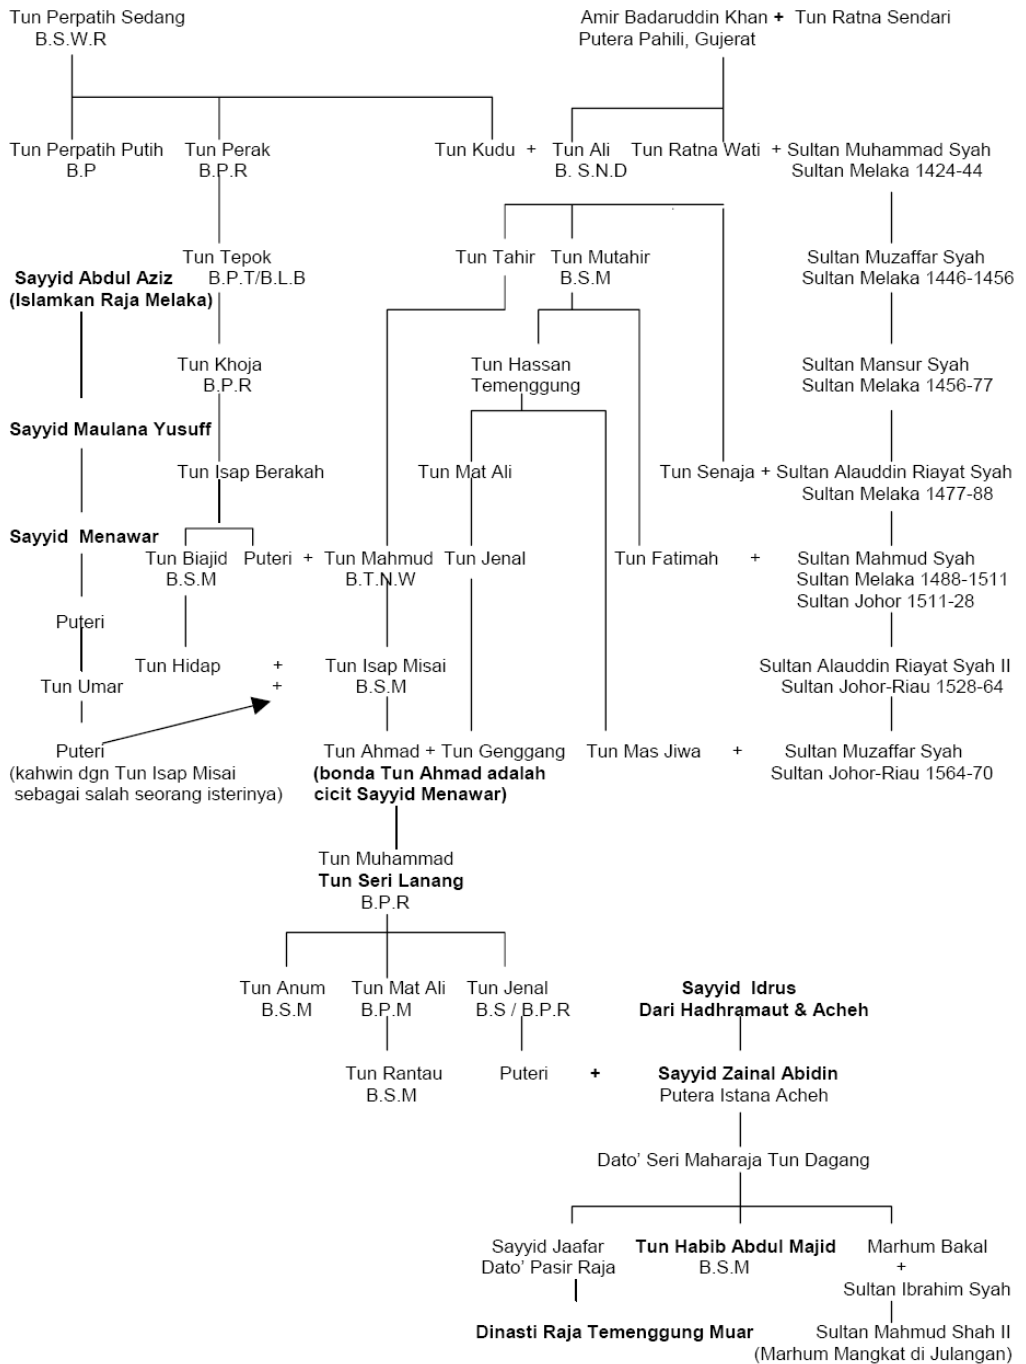 Tun Perpatih Sedang
B.S.W.R
Amir Badaruddin Khan + Tun Ratna Sendari
Putera Pahili, Gujerat
Tun Perpatih Putih
B.P
Tun Perak
B.P.R
Tun Kudu + Tun Ali
B. S.N.D
Tun Ratna Wati + Sultan Muhammad Syah
Sultan Melaka 1424-44
Tun Tepok
B.P.T/B.L.B
Tun Tahir
Tun Mutahir
B.S.M
Sultan Muzaffar Syah
Sultan Melaka 1446-1456
Sayyid Abdul Aziz
(Islamkan Raja Melaka)
Tun Khoja
B.P.R
Tun Hassan
Temenggung
Sultan Mansur Syah
Sultan Melaka 1456-77
Sayyid Maulana Yusuff
Tun Isap Berakah
Tun Mat Ali
Tun Senaja + Sultan Alauddin Riayat Syah
Sultan Melaka 1477-88
Sayyid Menawar
Tun Biajid
B.S.M
Puteri + Tun Mahmud
B.T.N.W
Tun Jenal
Tun Fatimah + Sultan Mahmud Syah
Sultan Melaka 1488-1511
Sultan Johor 1511-28
Puteri
Tun Hidap + Tun Isap Misai
B.S.M
Tun Umar +
Sultan Alauddin Riayat Syah II
Sultan Johor-Riau 1528-64
Puteri
(kahwin dgn Tun Isap Misai
sebagai salah seorang isterinya)
Tun Ahmad + Tun Genggang
(bonda Tun Ahmad adalah
cicit Sayyid Menawar)
Tun Mas Jiwa + Sultan Muzaffar Syah
Sultan Johor-Riau 1564-70
Tun Muhammad
Tun Seri Lanang
B.P.R
Tun Anum
B.S.M
Tun Mat Ali
B.P.M
Tun Jenal
B.S / B.P.R
Sayyid Idrus
Dari Hadhramaut & Acheh
Tun Rantau
B.S.M
Puteri + Sayyid Zainal Abidin
Putera Istana Acheh
Dato' Seri Maharaja Tun Dagang
Sayyid Jaafar
Dato' Pasir Raja
Tun Habib Abdul Majid
B.S.M
Marhum Bakal
+
Sultan Ibrahim Syah
Dinasti Raja Temenggung Muar
Sultan Mahmud Shah II
(Marhum Mangkat di Julangan)